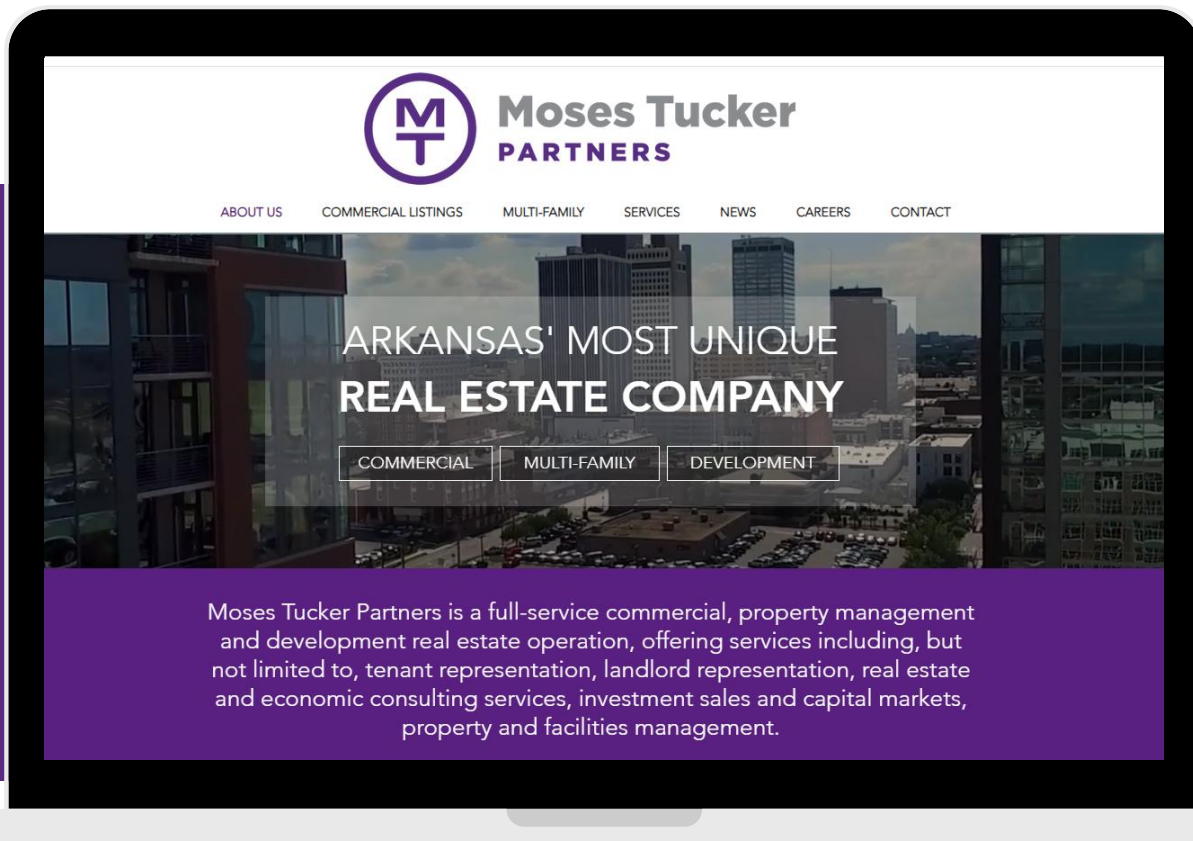 MT
Moses Tucker
PARTNERS
ABOUT US COMMERCIAL LISTINGS MULTI-FAMILY SERVICES NEWS CAREERS CONTACT
ARKANSAS' MOST UNIQUE
REAL ESTATE COMPANY
COMMERCIAL MULTI-FAMILY DEVELOPMENT
Moses Tucker Partners is a full-service commercial, property management
and development real estate operation, offering services including, but
not limited to, tenant representation, landlord representation, real estate
and economic consulting services, investment sales and capital markets,
property and facilities management.